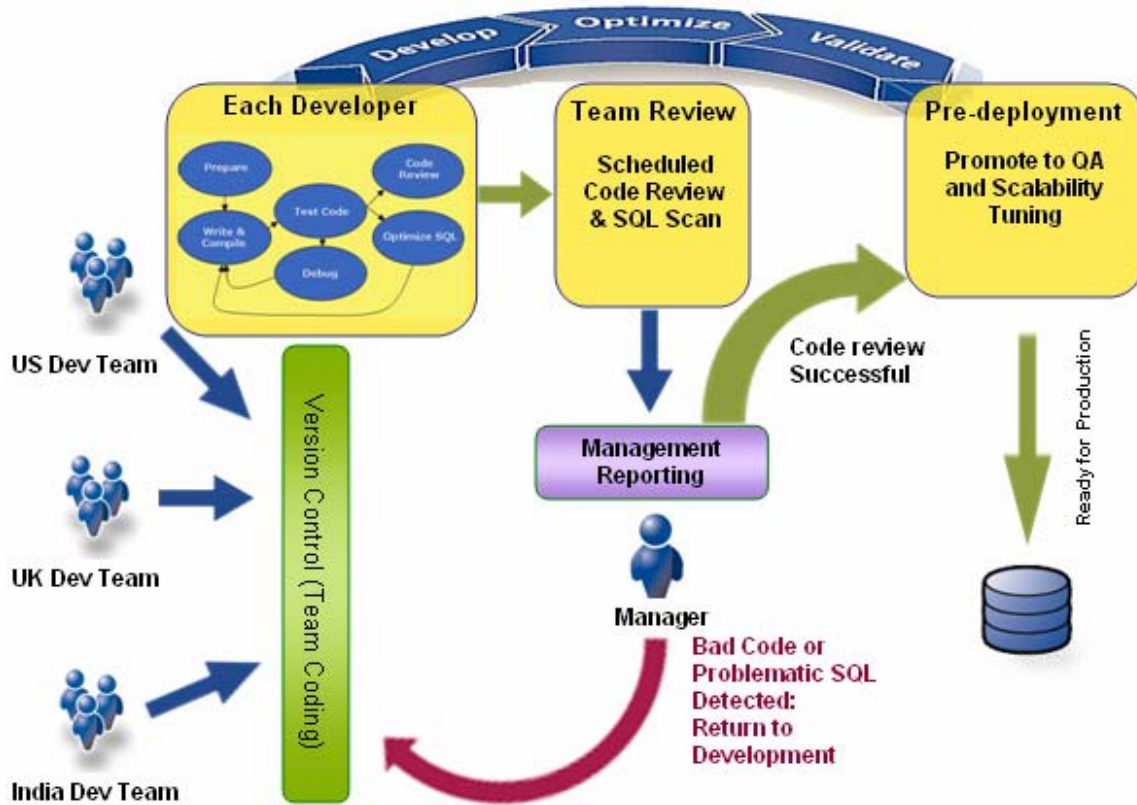 Develop
Optimize
Validate
Each Developer
Prepare
Write &
Compile
Test Code
Debug
Code
Review
Optimize SQL
Team Review
Scheduled
Code Review
& SQL Scan
Pre-deployment
Promote to QA
and Scalability
Tuning
US Dev Team
UK Dev Team
India Dev Team
Version Control (Team Coding)
Management
Reporting
Manager
Code review
Successful
Ready for Production
Bad Code or
Problematic SQL
Detected:
Return to
Development